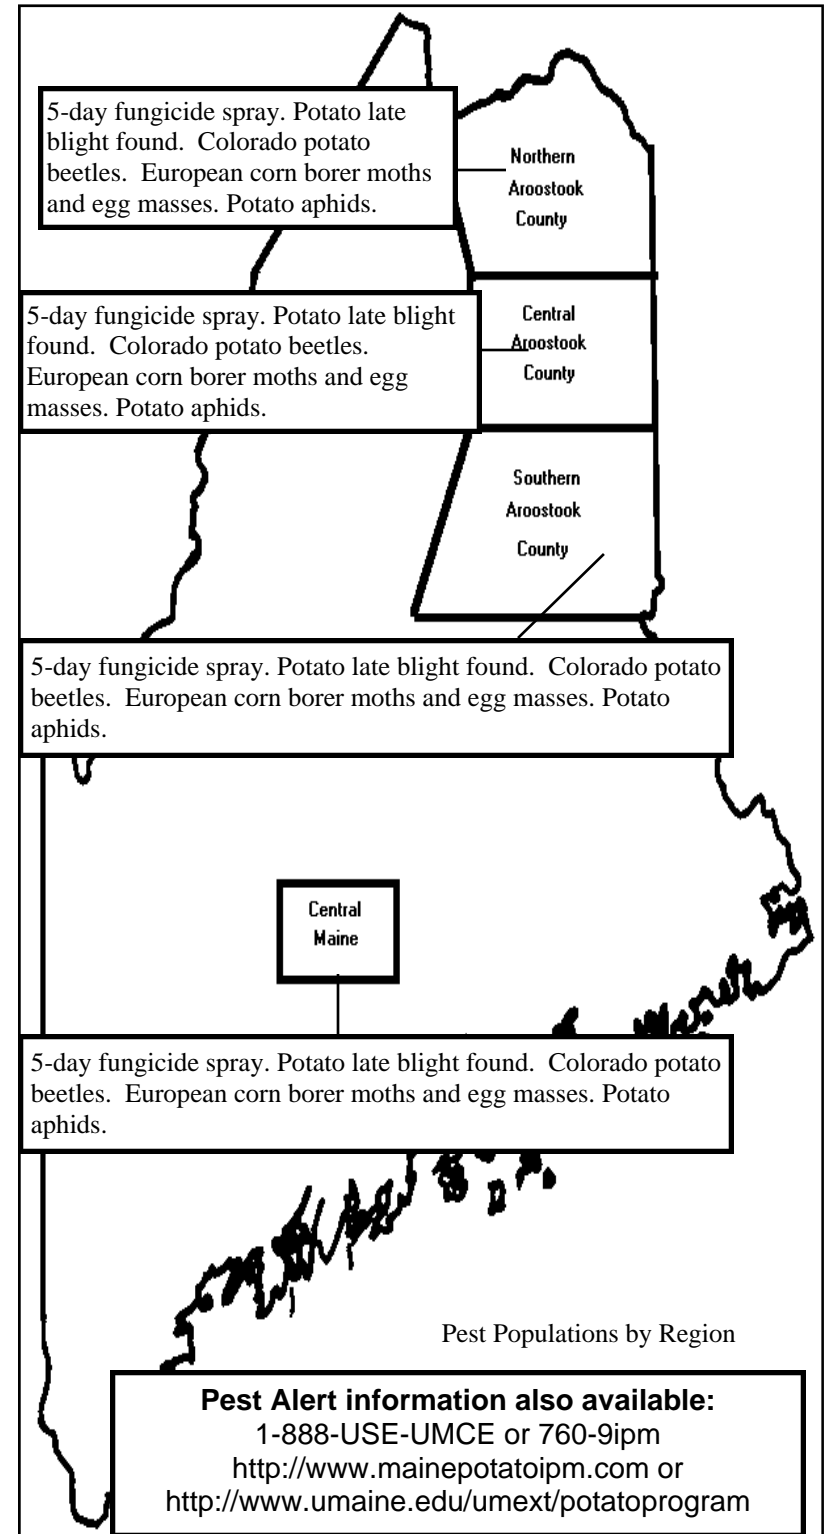 5-day fungicide spray. Potato late
blight found.  Colorado potato
beetles.  European corn borer moths
and egg masses. Potato aphids.
Northern
Aroostook
County
5-day fungicide spray. Potato late blight
found.  Colorado potato beetles.
European corn borer moths and egg
masses. Potato aphids.
Central
Aroostook
County
Southern
Aroostook
County
5-day fungicide spray. Potato late blight found.  Colorado potato
beetles.  European corn borer moths and egg masses. Potato
aphids.
Central
Maine
5-day fungicide spray. Potato late blight found.  Colorado potato
beetles.  European corn borer moths and egg masses. Potato
aphids.
Pest Populations by Region
Pest Alert information also available:
1-888-USE-UMCE or 760-9ipm
http://www.mainepotatoipm.com or
http://www.umaine.edu/umext/potatoprogram